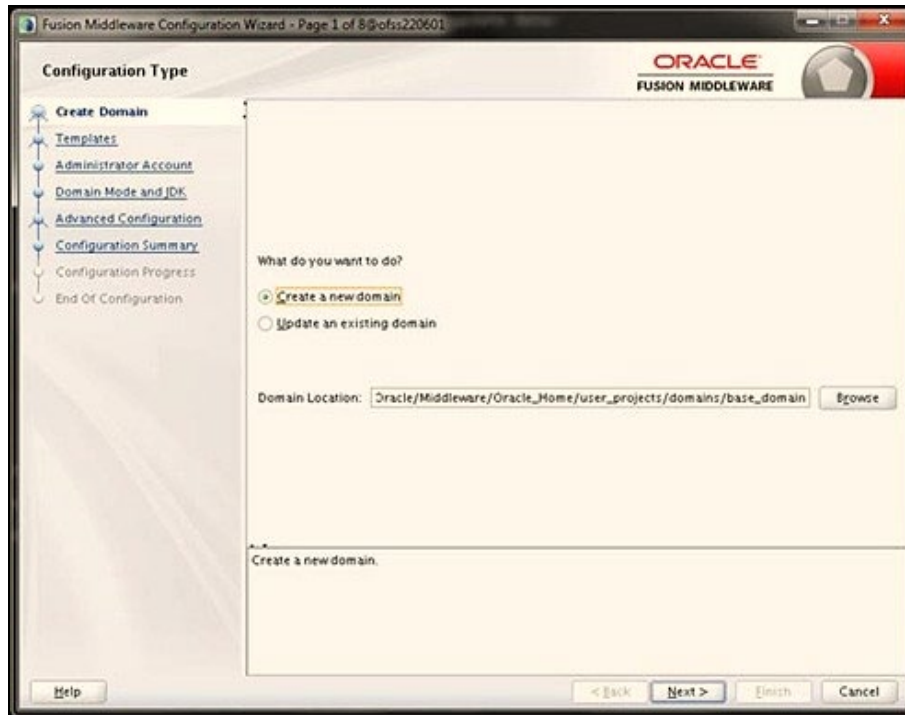 Fusion Middleware Configuration Wizard - Page 1 of 8@ofss220601
Configuration Type
ORACLE
FUSION MIDDLEWARE
Create Domain
Templates
Administrator Account
Domain Mode and JDK
Advanced Configuration
Configuration Summary
Configuration Progress
End Of Configuration
What do you want to do?
Create a new domain
Update an existing domain
Domain Location: Oracle/Middleware/Oracle_Home/user_projects/domains/base_domain Browse
Create a new domain.
Help < Back Next > Finish Cancel